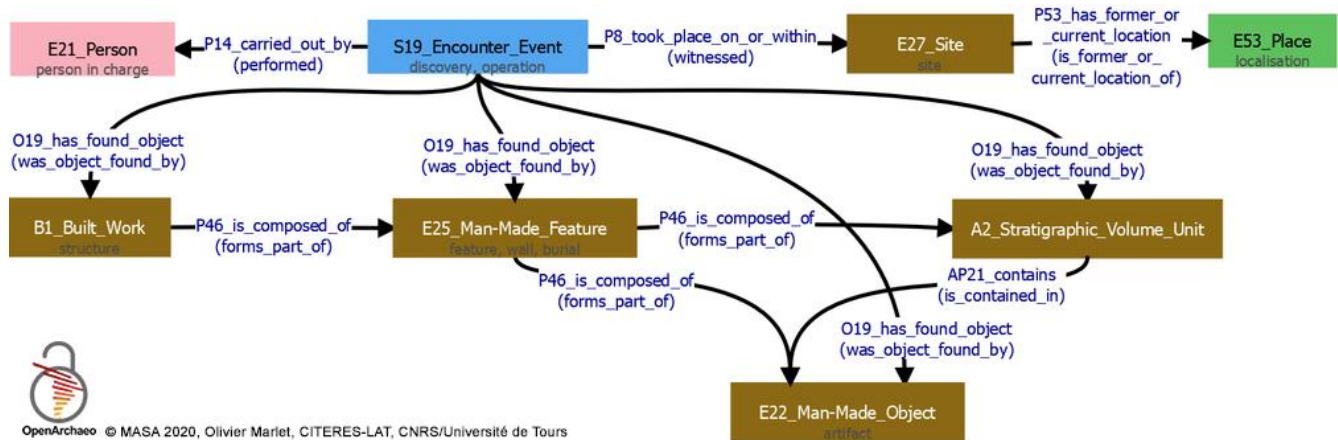 E21_Person
person in charge
P14_carried_out_by
(performed)
S19_Encounter_Event
discovery, operation
P8_took_place_on_or_within
(witnessed)
E27_Site
site
P53_has_former_or
_current_location
(is_former_or_
current_location_of)
E53_Place
localisation
O19_has_found_object
(was_object_found_by)
O19_has_found_object
(was_object_found_by)
O19_has_found_object
(was_object_found_by)
B1_Built_Work
structure
P46_is_composed_of
(forms_part_of)
E25_Man-Made_Feature
feature, wall, burial
P46_is_composed_of
(forms_part_of)
A2_Stratigraphic_Volume_Unit
P46_is_composed_of
(forms_part_of)
AP21_contains
(is_contained_in)
O19_has_found_object
(was_object_found_by)
E22_Man-Made_Object
artifact
OpenArchaeo © MASA 2020, Olivier Marlet, CITERES-LAT, CNRS/Université de Tours